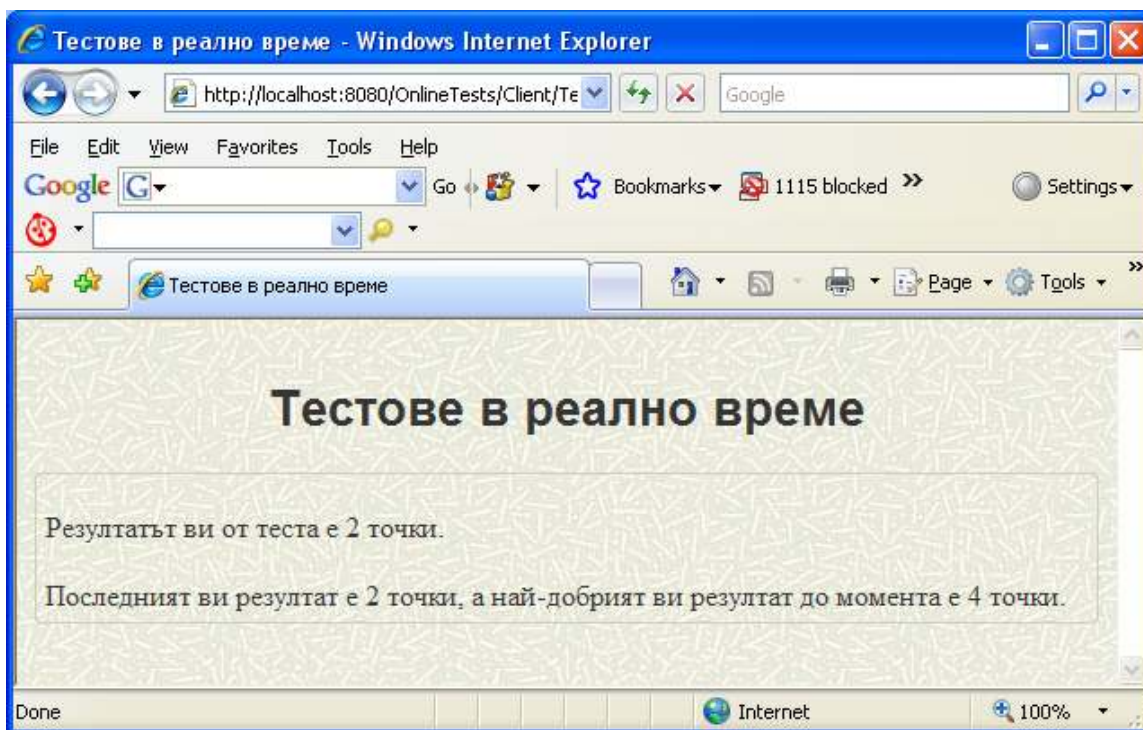 Тестове в реално време - Windows Internet Explorer
http://localhost:8080/OnlineTests/Client/Te Google
File Edit View Favorites Tools Help
Google G Go Bookmarks 1115 blocked » Settings
Тестове в реално време Page Tools »
Тестове в реално време
Резултатът ви от теста е 2 точки.
Последният ви резултат е 2 точки, а най-добрият ви резултат до момента е 4 точки.
Done Internet 100%